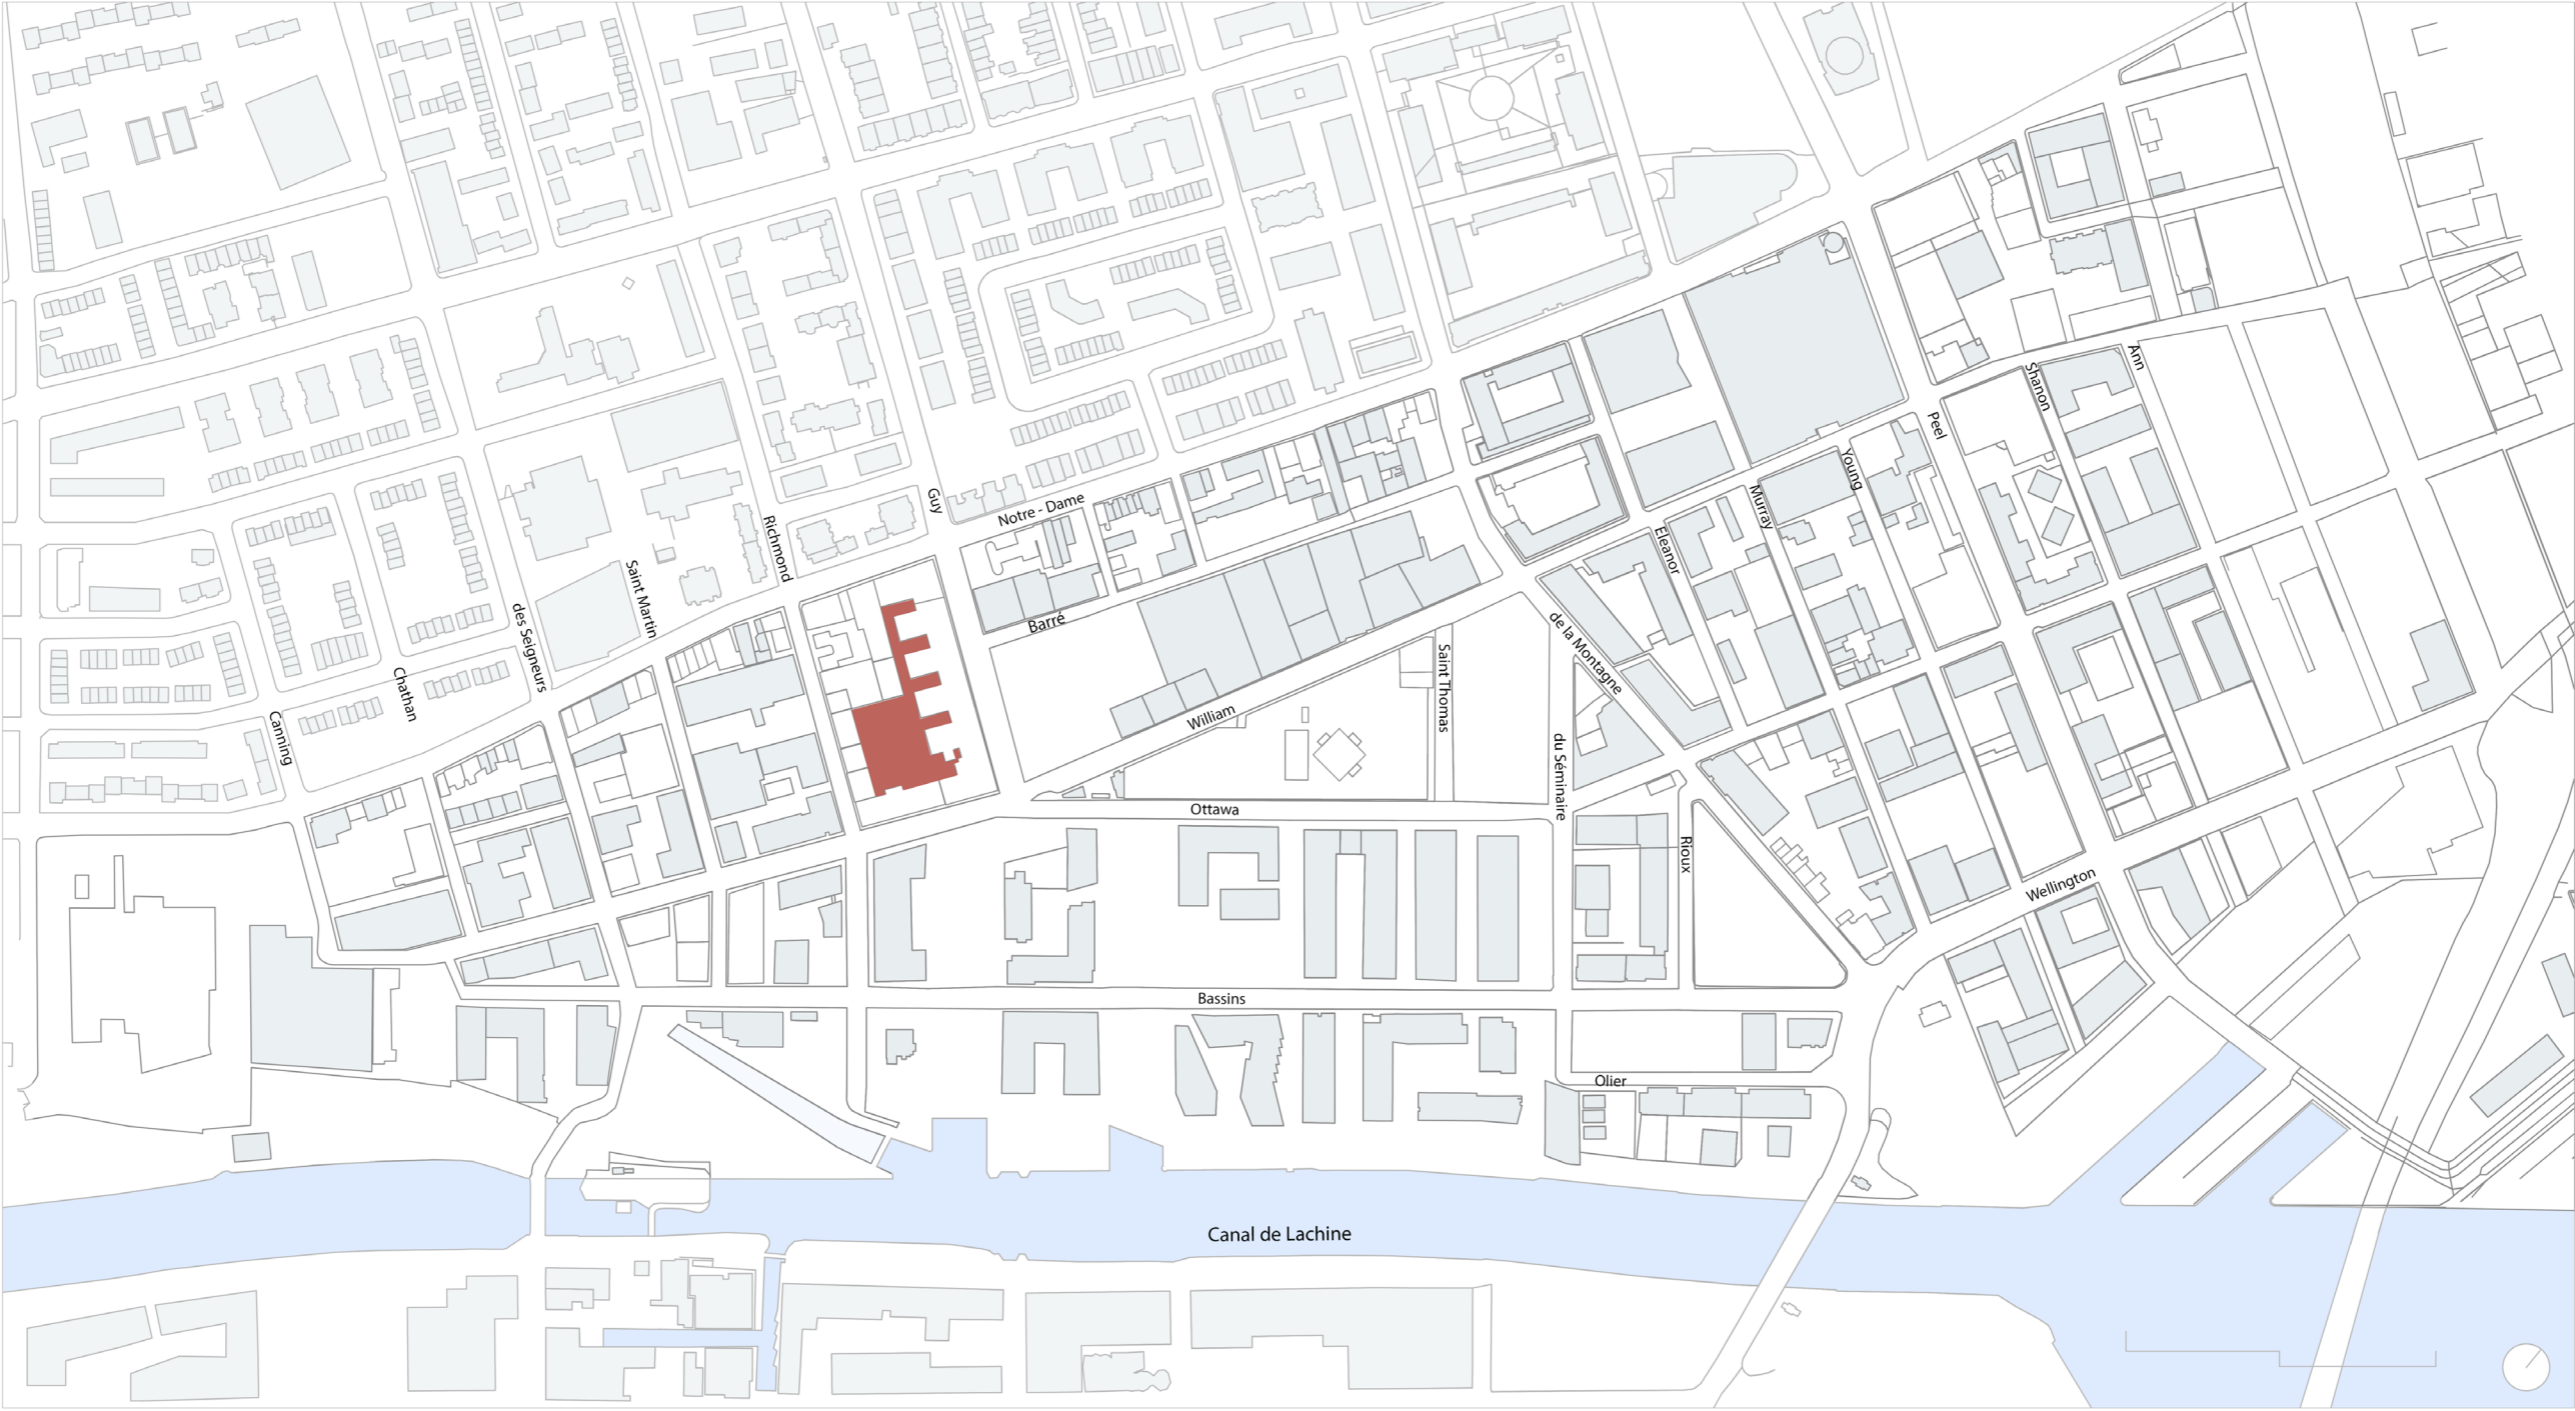 Ann
Shanon
Peel
Young
Murray
Guy
Notre - Dame
Richmond
Eleanor
Saint Martin
des Seigneurs
Barré
de la Montagne
Saint Thomas
Chathan
Canning
William
du Séminaire
Ottawa
Rioux
Wellington
Bassins
Olier
Canal de Lachine